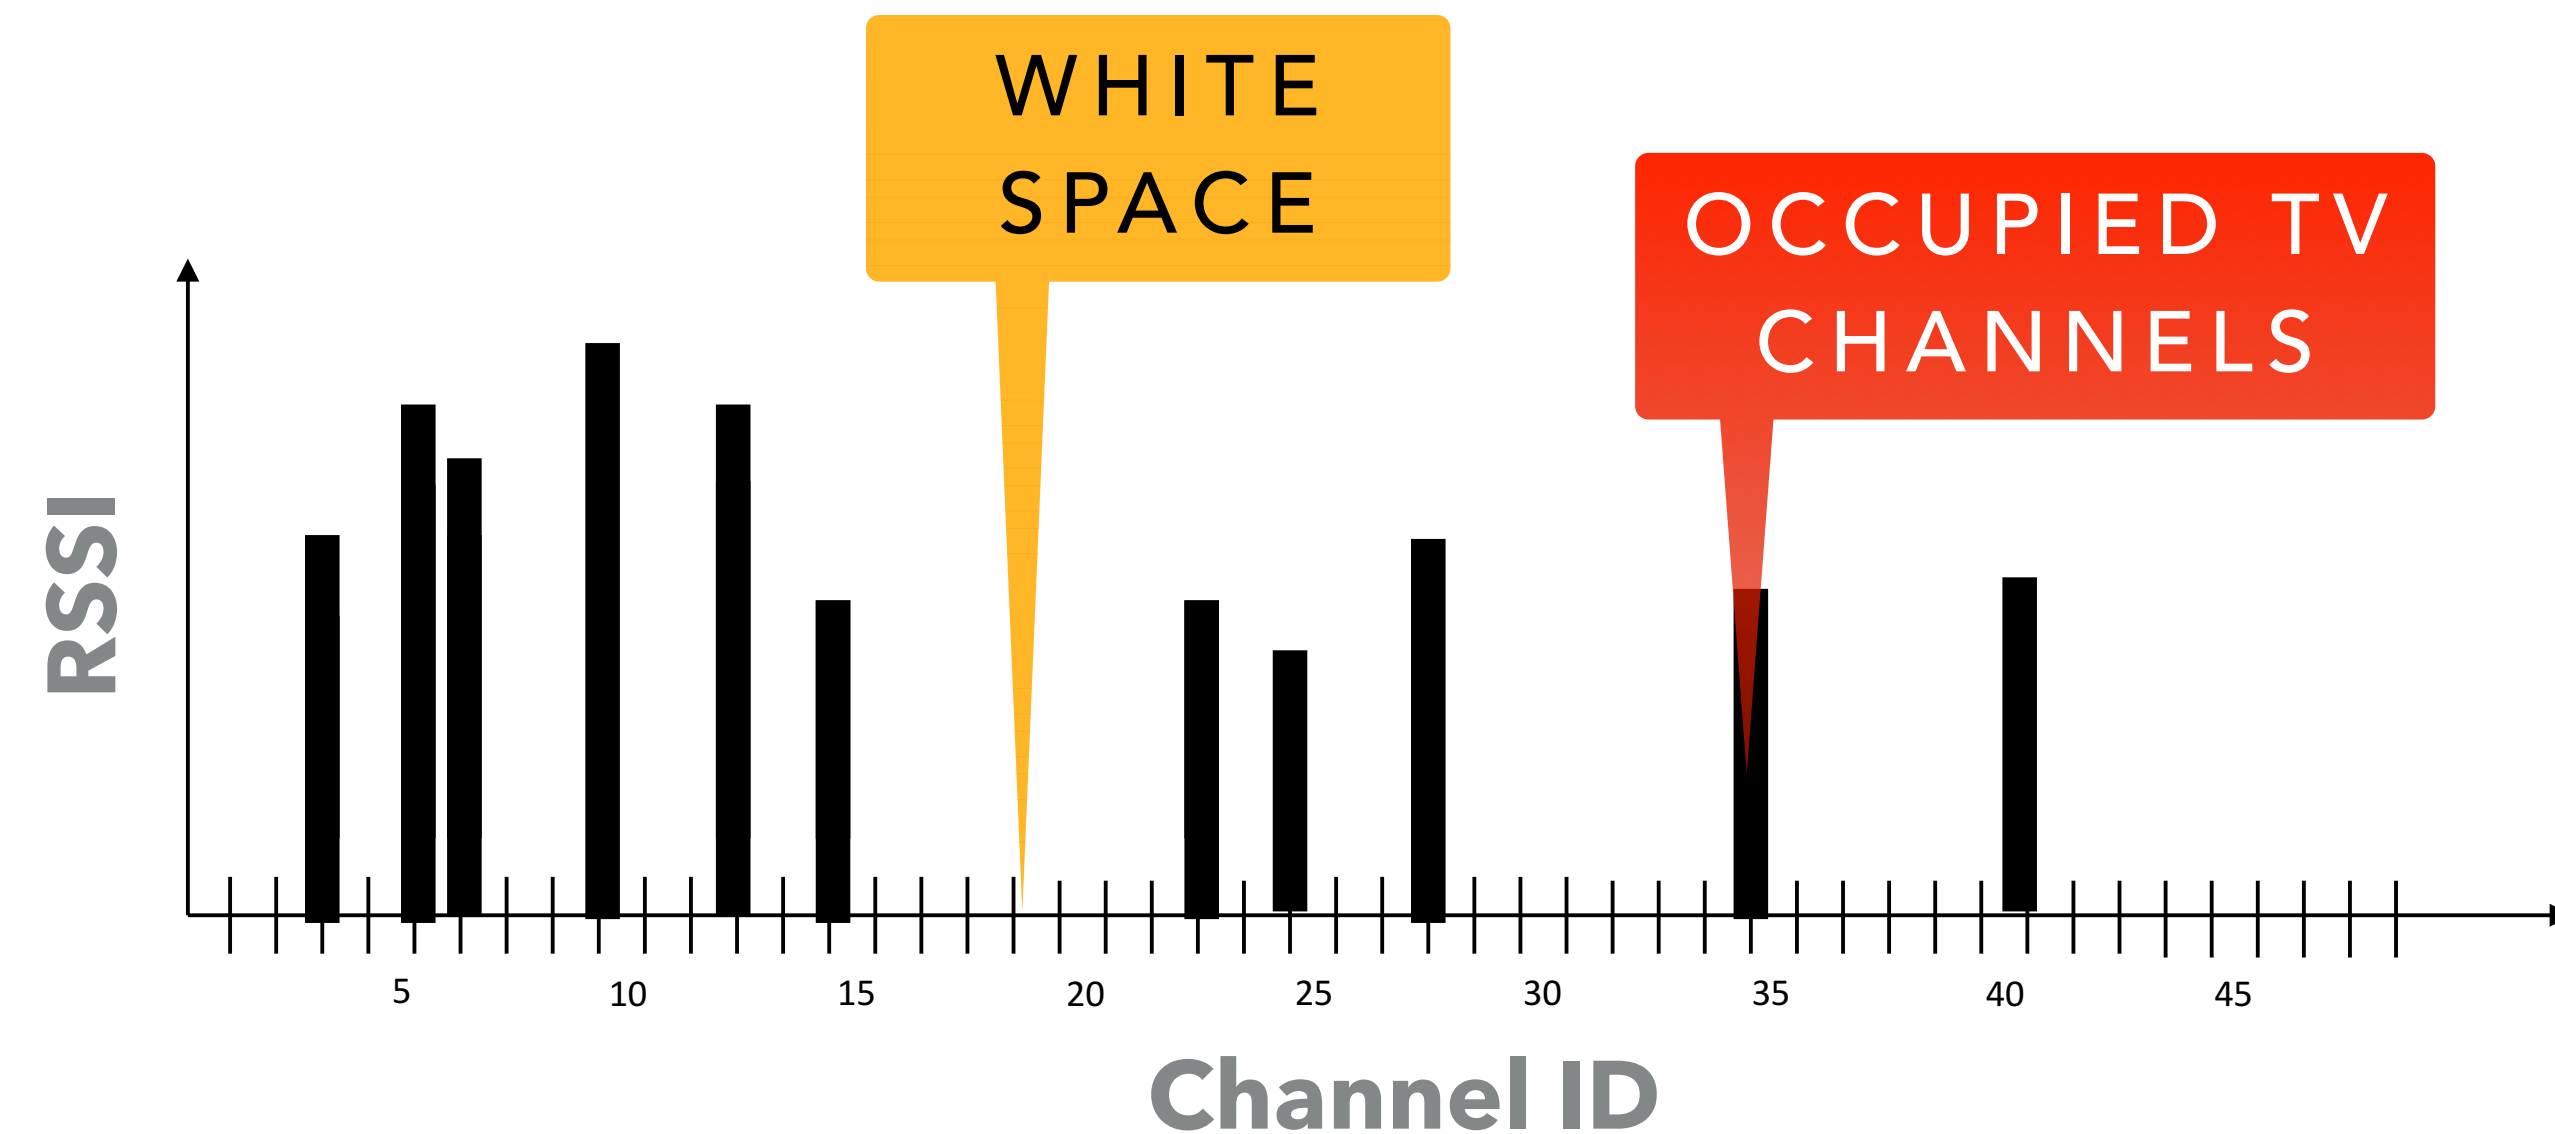 WHITE
SPACE
OCCUPIED TV
CHANNELS
RSSI
5 10 15 20 25 30 35 40 45
Channel ID